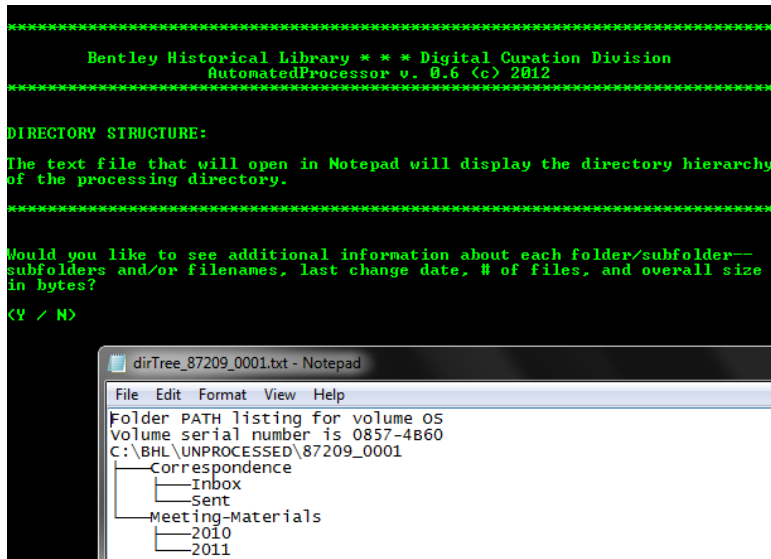 ************************************************************************
Bentley Historical Library * * * Digital Curation Division
AutomatedProcessor v. 0.6 (c) 2012
************************************************************************
DIRECTORY STRUCTURE:
The text file that will open in Notepad will display the directory hierarchy
of the processing directory.
************************************************************************
Would you like to see additional information about each folder/subfolder--
subfolders and/or filenames, last change date, # of files, and overall size
in bytes?
(Y / N)
dirTree_87209_0001.txt - Notepad
File Edit Format View Help
Folder PATH listing for volume OS
Volume serial number is 0857-4B60
C:\BHL\UNPROCESSED\87209_0001
├───Correspondence
│   ├───Inbox
│   └───Sent
└───Meeting-Materials
    ├───2010
    └───2011